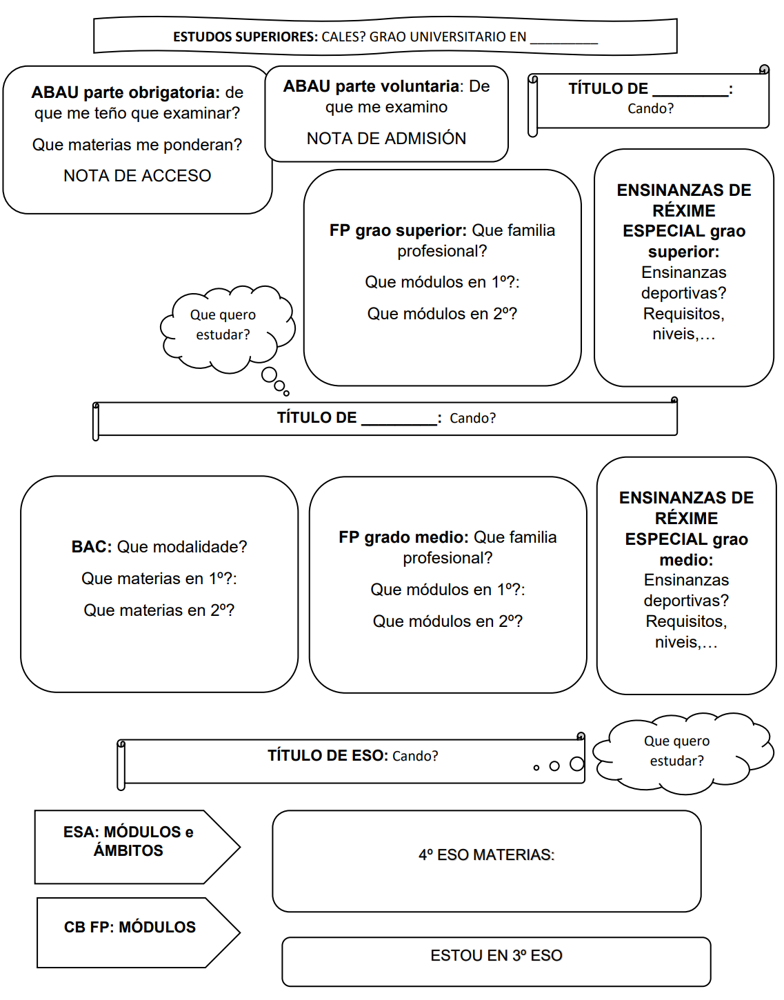 ESTUDOS SUPERIORES: CALES? GRAO UNIVERSITARIO EN _________
ABAU parte obrigatoria: de
que me teño que examinar?
Que materias me ponderan?
NOTA DE ACCESO
ABAU parte voluntaria: De
que me examino
NOTA DE ADMISIÓN
TÍTULO DE _________:
Cando?
FP grao superior: Que familia
profesional?
Que módulos en 1º?:
Que módulos en 2º?
ENSINANZAS DE
RÉXIME
ESPECIAL grao
superior:
Ensinanzas
deportivas?
Requisitos,
niveis,…
Que quero
estudar?
TÍTULO DE _________: Cando?
BAC: Que modalidade?
Que materias en 1º?:
Que materias en 2º?
FP grado medio: Que familia
profesional?
Que módulos en 1º?:
Que módulos en 2º?
ENSINANZAS DE
RÉXIME
ESPECIAL grao
medio:
Ensinanzas
deportivas?
Requisitos,
niveis,…
TÍTULO DE ESO: Cando?
Que quero
estudar?
ESA: MÓDULOS e
ÁMBITOS
4º ESO MATERIAS:
CB FP: MÓDULOS
ESTOU EN 3º ESO